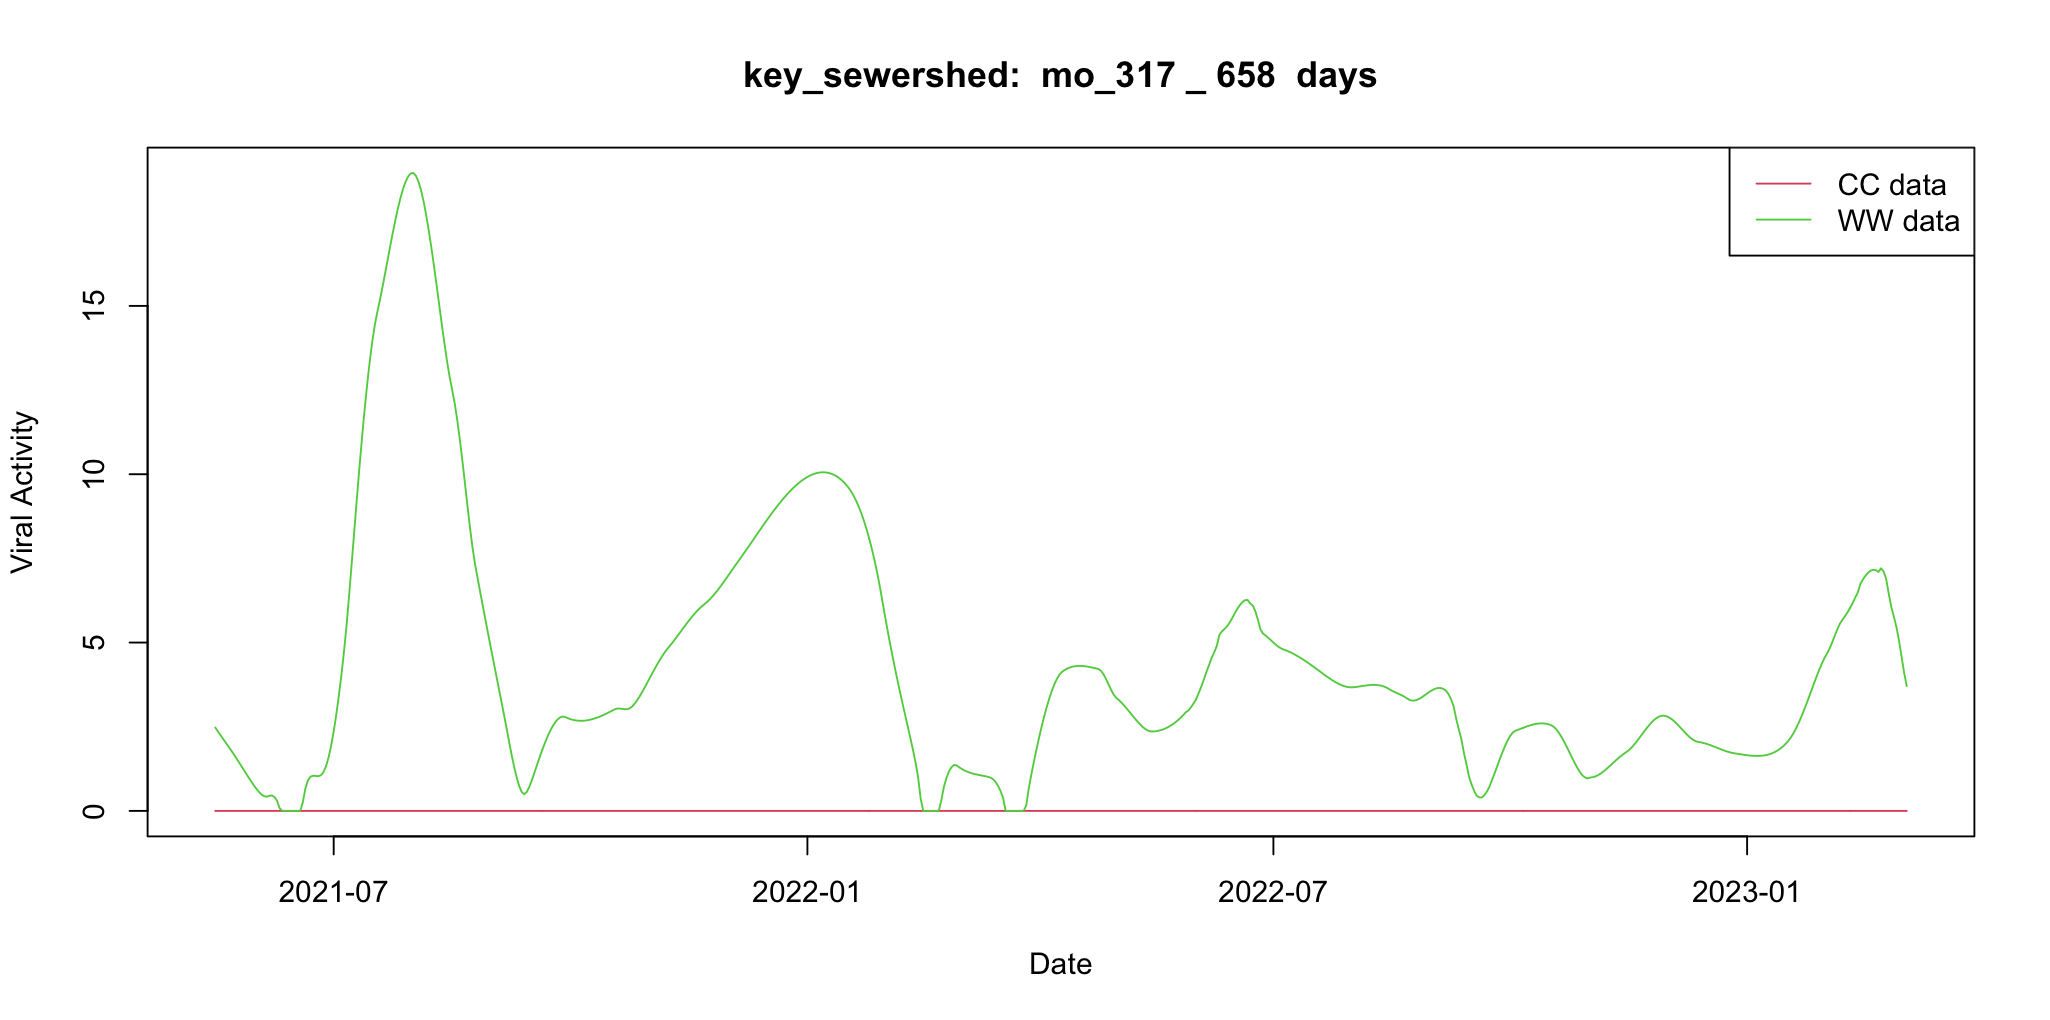 key_sewershed:  mo_317 _ 658  days
CC data
WW data
Viral Activity
15
10
5
0
2021-07
2022-01
2022-07
2023-01
Date